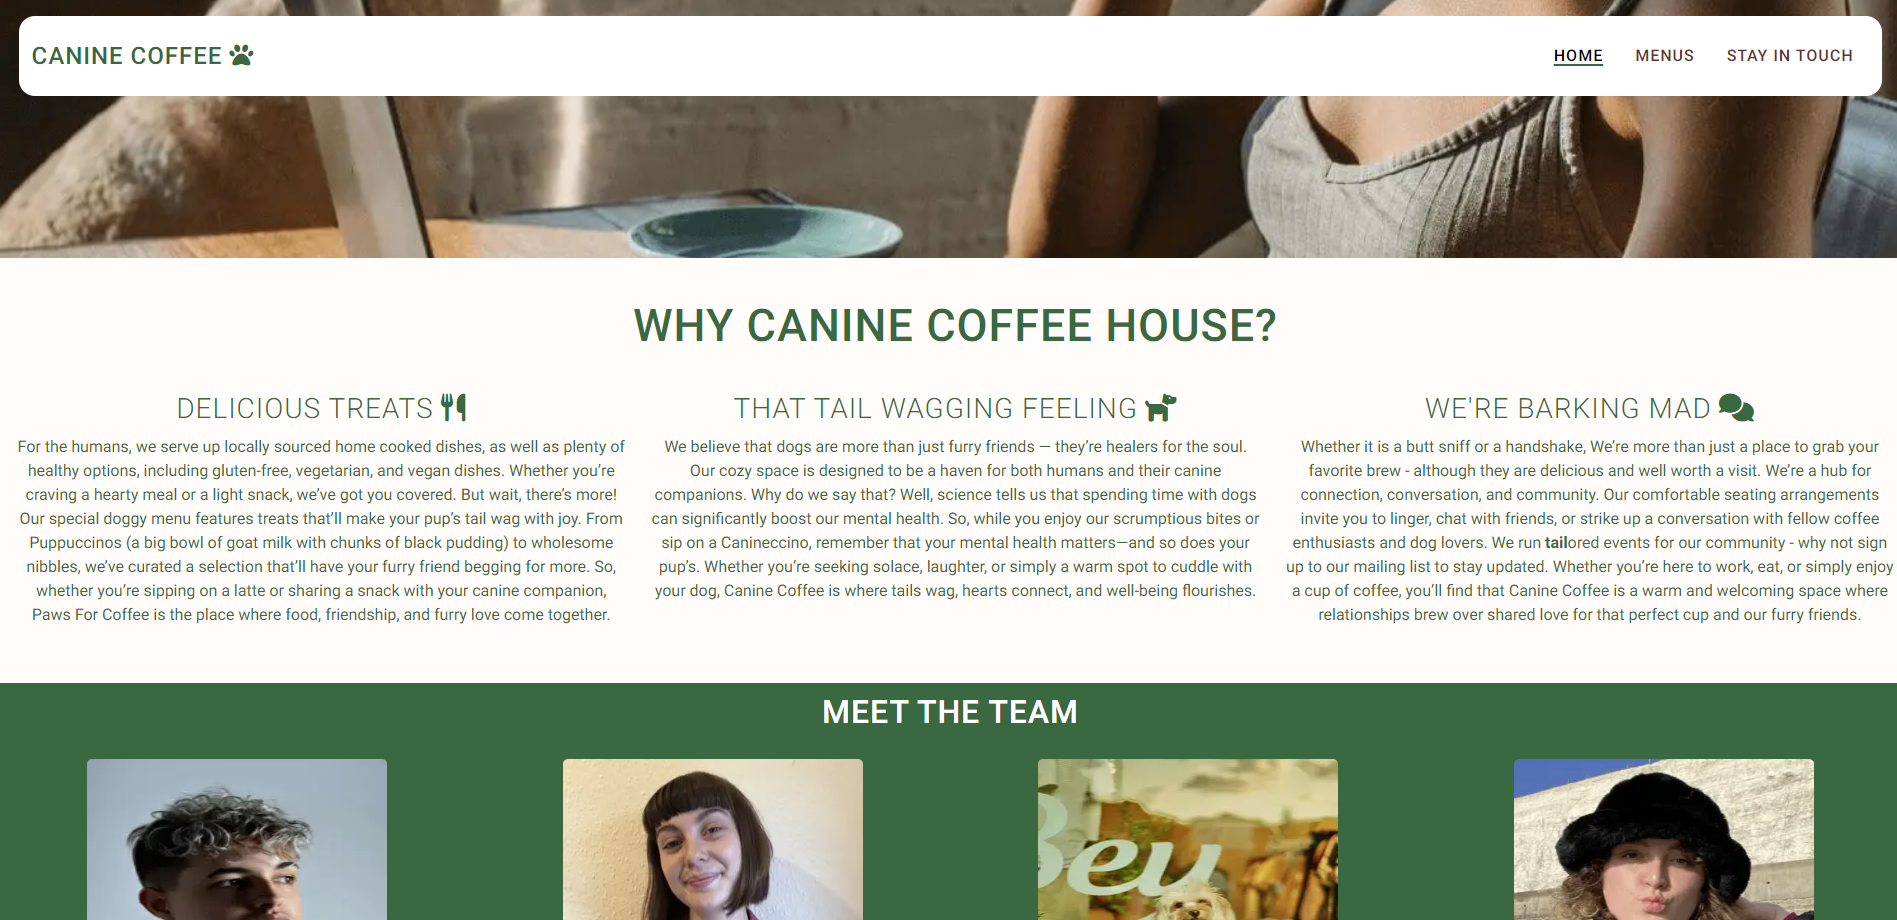 CANINE COFFEE
HOME MENUS STAY IN TOUCH
WHY CANINE COFFEE HOUSE?
DELICIOUS TREATS
For the humans, we serve up locally sourced home cooked dishes, as well as plenty of
healthy options, including gluten-free, vegetarian, and vegan dishes. Whether you’re
craving a hearty meal or a light snack, we’ve got you covered. But wait, there’s more!
Our special doggy menu features treats that’ll make your pup’s tail wag with joy. From
Puppuccinos (a big bowl of goat milk with chunks of black pudding) to wholesome
nibbles, we’ve curated a selection that’ll have your furry friend begging for more. So,
whether you’re sipping on a latte or sharing a snack with your canine companion,
Paws For Coffee is the place where food, friendship, and furry love come together.
THAT TAIL WAGGING FEELING
We believe that dogs are more than just furry friends — they’re healers for the soul.
Our cozy space is designed to be a haven for both humans and their canine
companions. Why do we say that? Well, science tells us that spending time with dogs
can significantly boost our mental health. So, while you enjoy our scrumptious bites or
sip on a Canineccino, remember that your mental health matters—and so does your
pup’s. Whether you’re seeking solace, laughter, or simply a warm spot to cuddle with
your dog, Canine Coffee is where tails wag, hearts connect, and well-being flourishes.
WE'RE BARKING MAD
Whether it is a butt sniff or a handshake, We’re more than just a place to grab your
favorite brew - although they are delicious and well worth a visit. We’re a hub for
connection, conversation, and community. Our comfortable seating arrangements
invite you to linger, chat with friends, or strike up a conversation with fellow coffee
enthusiasts and dog lovers. We run tailored events for our community - why not sign
up to our mailing list to stay updated. Whether you’re here to work, eat, or simply enjoy
a cup of coffee, you’ll find that Canine Coffee is a warm and welcoming space where
relationships brew over shared love for that perfect cup and our furry friends.
MEET THE TEAM
Beu